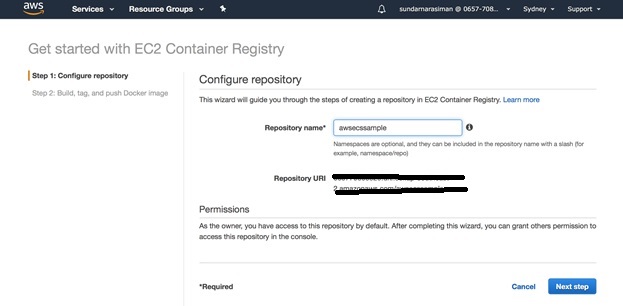 aws Services Resource Groups sundarnarasiman @ 0657-708... Sydney Support
Get started with EC2 Container Registry
Step 1: Configure repository
Step 2: Build, tag, and push Docker image
Configure repository
This wizard will guide you through the steps of creating a repository in EC2 Container Registry. Learn more
Repository name* awsecssample
Namespaces are optional, and they can be included in the repository name with a slash (for
example, namespace/repo)
Repository URI
Permissions
As the owner, you have access to this repository by default. After completing this wizard, you can grant others permission to
access this repository in the console.
*Required Cancel Next step